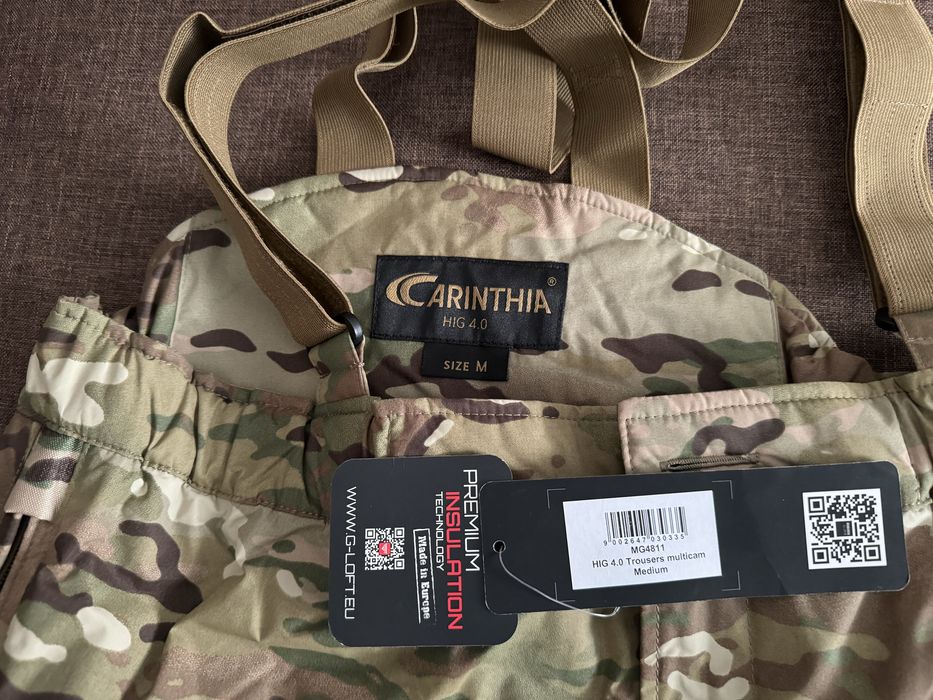 CARINTHIA®
HIG 4.0
SIZE M
PREMIUM
INSULATION
TECHNOLOGY
Made in Europe
WWW.G-LOFT.EU
9 002647 030335
MG4811
HIG 4.0 Trousers multicam
Medium